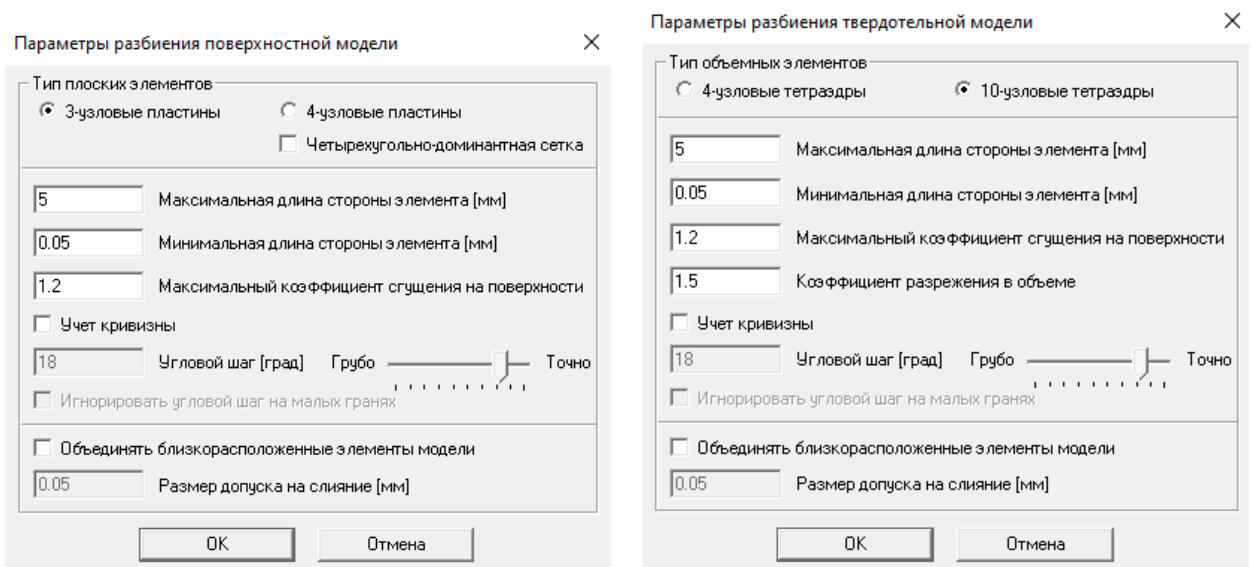 Параметры разбиения поверхностной модели
Тип плоских элементов
3-узловые пластины 4-узловые пластины
Четырехугольно-доминантная сетка
5 Максимальная длина стороны элемента [мм]
0.05 Минимальная длина стороны элемента [мм]
1.2 Максимальный коэффициент сгущения на поверхности
Учет кривизны
18 Угловой шаг [град] Грубо Точно
Игнорировать угловой шаг на малых гранях
Объединять близкорасположенные элементы модели
0.05 Размер допуска на слияние [мм]
OK Отмена
Параметры разбиения твердотельной модели
Тип объемных элементов
4-узловые тетраэдры 10-узловые тетраэдры
5 Максимальная длина стороны элемента [мм]
0.05 Минимальная длина стороны элемента [мм]
1.2 Максимальный коэффициент сгущения на поверхности
1.5 Коэффициент разрежения в объеме
Учет кривизны
18 Угловой шаг [град] Грубо Точно
Игнорировать угловой шаг на малых гранях
Объединять близкорасположенные элементы модели
0.05 Размер допуска на слияние [мм]
OK Отмена